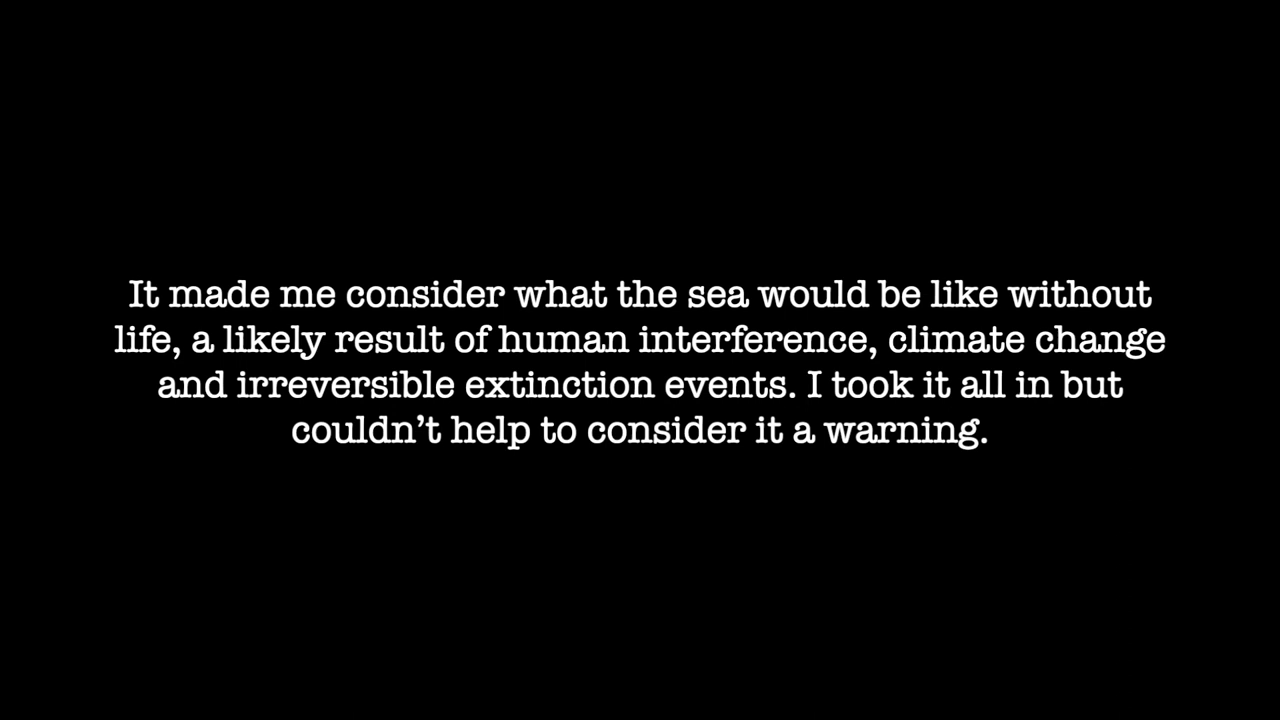 It made me consider what the sea would be like without
life, a likely result of human interference, climate change
and irreversible extinction events. I took it all in but
couldn’t help to consider it a warning.